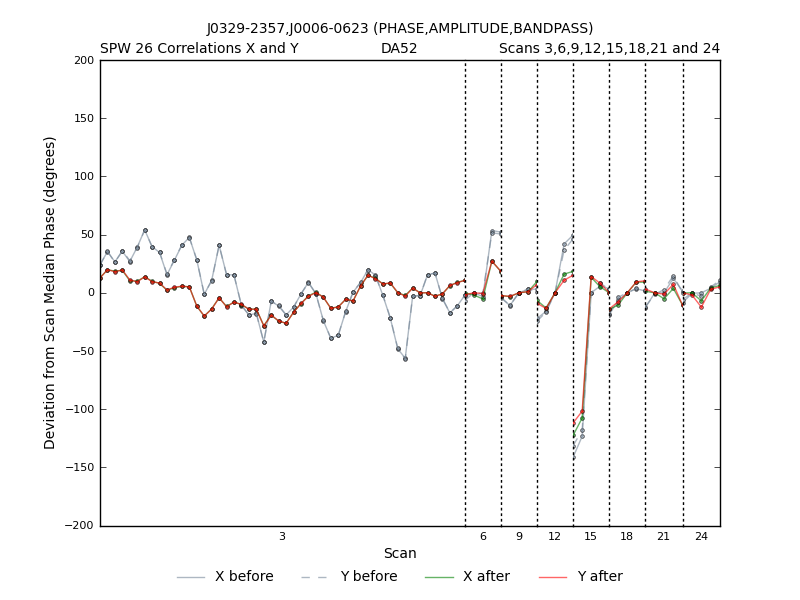 J0329-2357,J0006-0623 (PHASE,AMPLITUDE,BANDPASS)
SPW 26 Correlations X and Y DA52 Scans 3,6,9,12,15,18,21 and 24
200
150
100
50
0
−50
−100
−150
−200
Deviation from Scan Median Phase (degrees)
3 6 9 12 15 18 21 24
Scan
X before Y before X after Y after